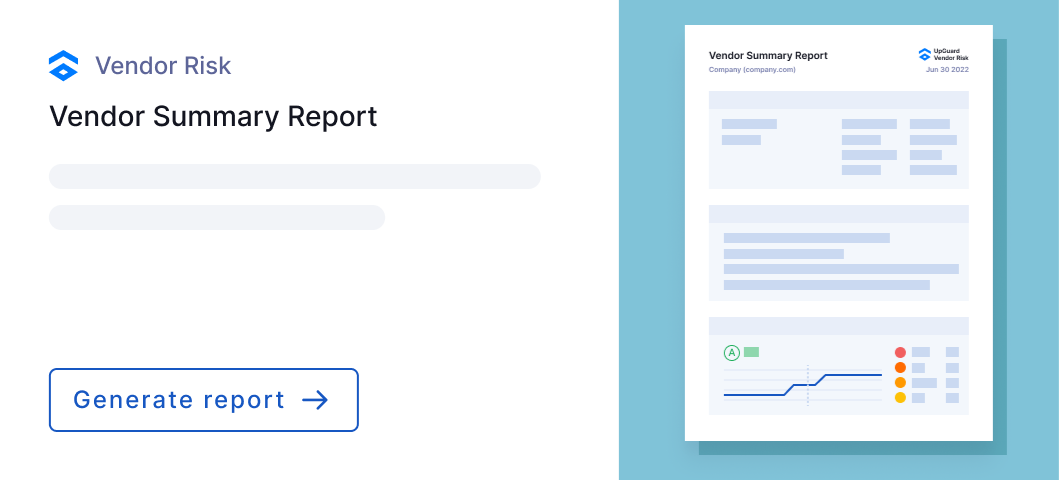 Vendor Risk
Vendor Summary Report
Generate report
Vendor Summary Report
UpGuard
Vendor Risk
Company (company.com)
Jun 30 2022
A